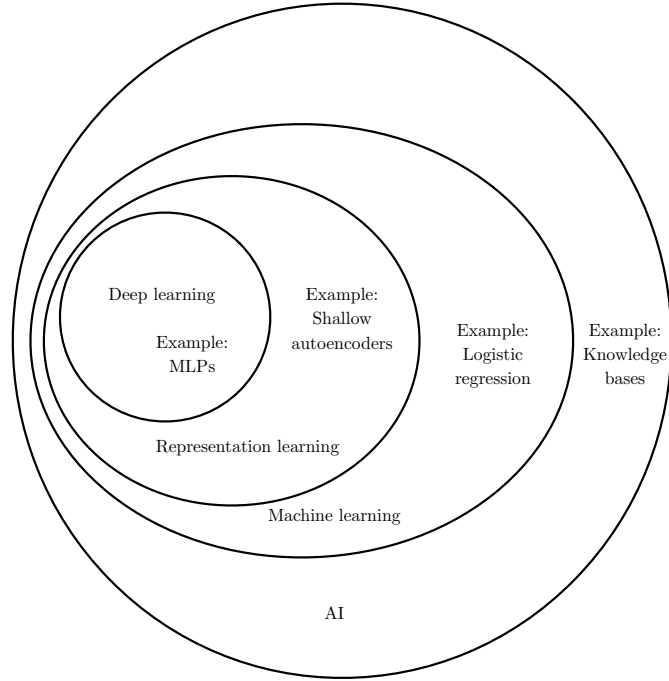 Deep learning
Example:
MLPs
Example:
Shallow
autoencoders
Example:
Logistic
regression
Example:
Knowledge
bases
Representation learning
Machine learning
AI